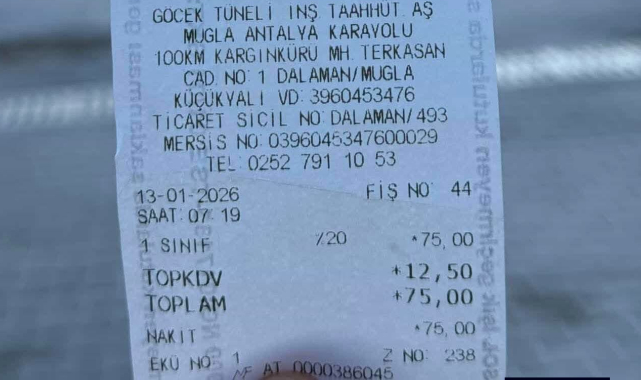 GÖCEK TÜNELİ İNŞ TAAHHÜT AŞ
MUĞLA ANTALYA KARAYOLU
100KM KARGINKÜRÜ MH. TERKASAN
CAD. NO: 1 DALAMAN/MUĞLA
KÜÇÜKYALI VD: 3960453476
TİCARET SİCİL NO: DALAMAN/493
MERSİS NO: 0396045347600029
TEL: 0252 791 10 53
13-01-2026 FİŞ NO: 44
SAAT: 07:19
1 SINIF %20 *75,00
TOPKDV *12,50
TOPLAM *75,00
NAKİT *75,00
EKÜ NO: 1 Z NO: 238
MF AT 0000386045